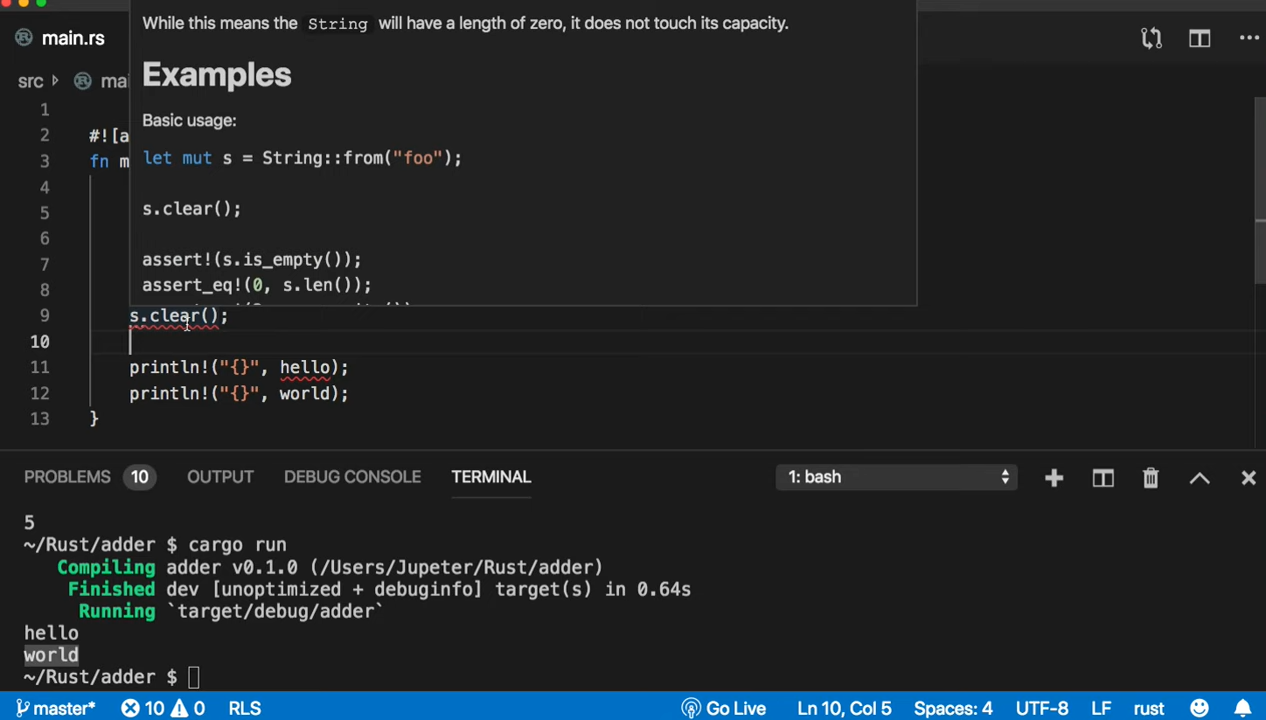 main.rs
While this means the String will have a length of zero, it does not touch its capacity.
src mai
Examples
Basic usage:
let mut s = String::from("foo");
s.clear();
assert!(s.is_empty());
assert_eq!(0, s.len());
1
2 #![a
3 fn m
4
5
6
7
8
9 s.clear();
10
11 println!("{}", hello);
12 println!("{}", world);
13 }
PROBLEMS 10 OUTPUT DEBUG CONSOLE TERMINAL 1: bash
5
~/Rust/adder $ cargo run
Compiling adder v0.1.0 (/Users/Jupeter/Rust/adder)
Finished dev [unoptimized + debuginfo] target(s) in 0.64s
Running `target/debug/adder`
hello
world
~/Rust/adder $
master* 10 0 RLS Go Live Ln 10, Col 5 Spaces: 4 UTF-8 LF rust